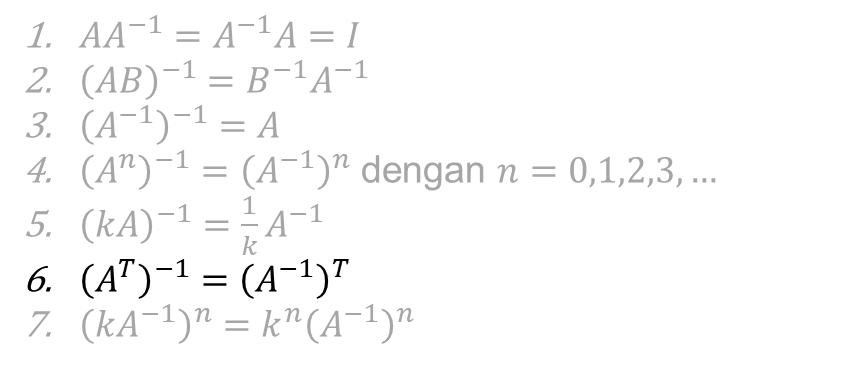 1. AA⁻¹ = A⁻¹A = I
2. (AB)⁻¹ = B⁻¹A⁻¹
3. (A⁻¹)⁻¹ = A
4. (Aⁿ)⁻¹ = (A⁻¹)ⁿ dengan n = 0,1,2,3, ...
5. (kA)⁻¹ = 1/k A⁻¹
6. (Aᵀ)⁻¹ = (A⁻¹)ᵀ
7. (kA⁻¹)ⁿ = kⁿ(A⁻¹)ⁿ